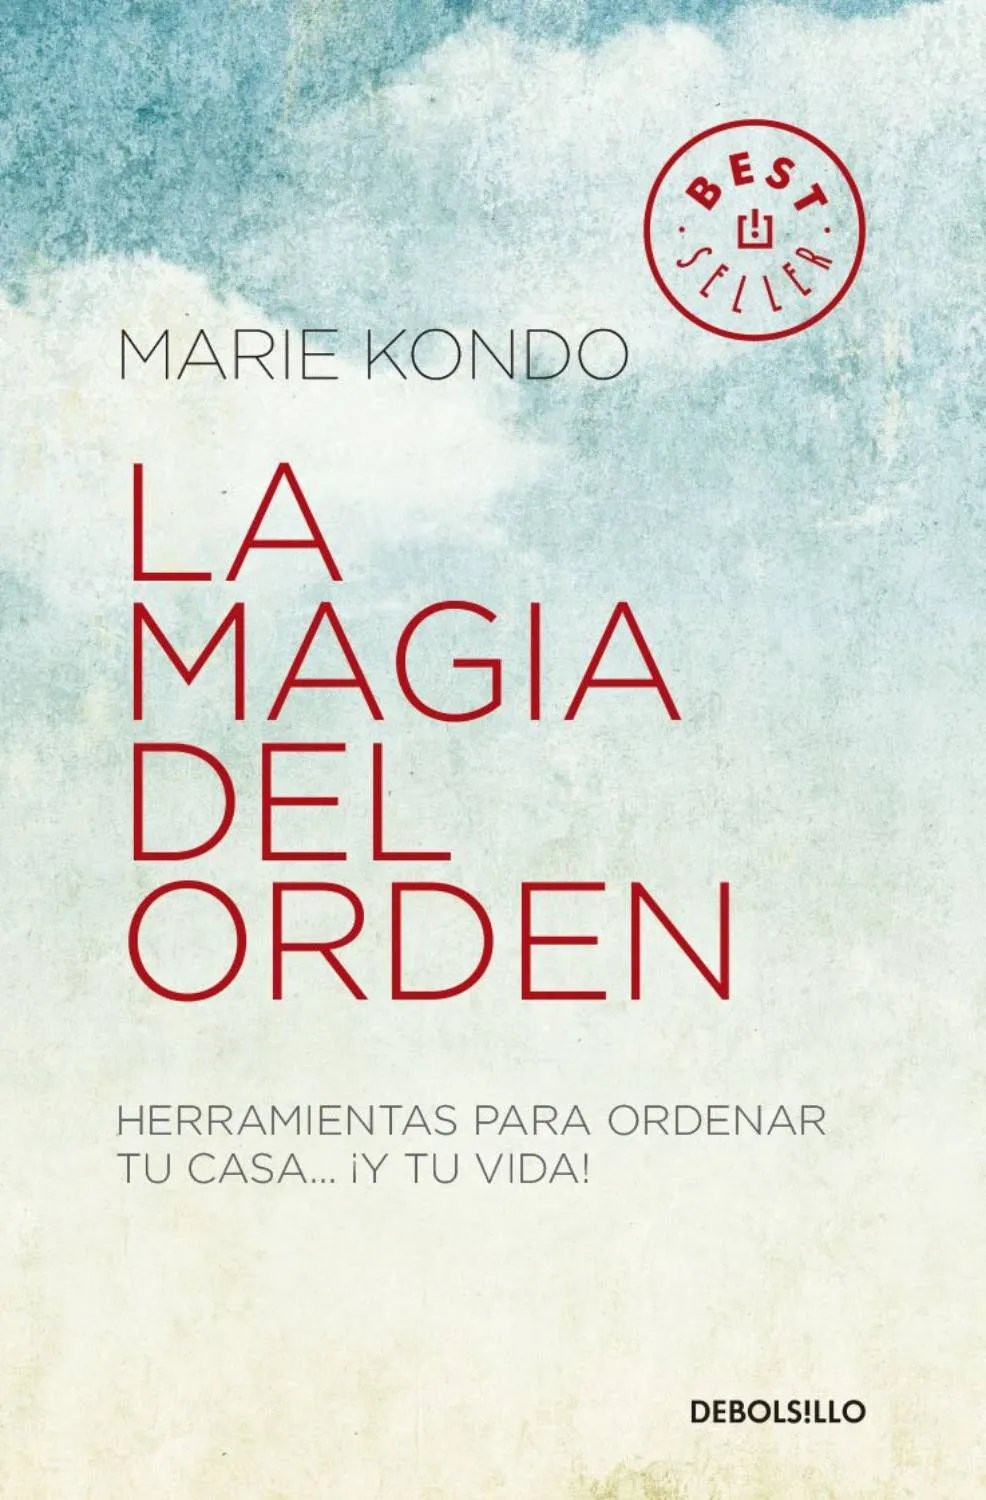 BEST
SELLER
MARIE KONDO
LA
MAGIA
DEL
ORDEN
HERRAMIENTAS PARA ORDENAR
TU CASA... ¡Y TU VIDA!
DEBOLS!LLO